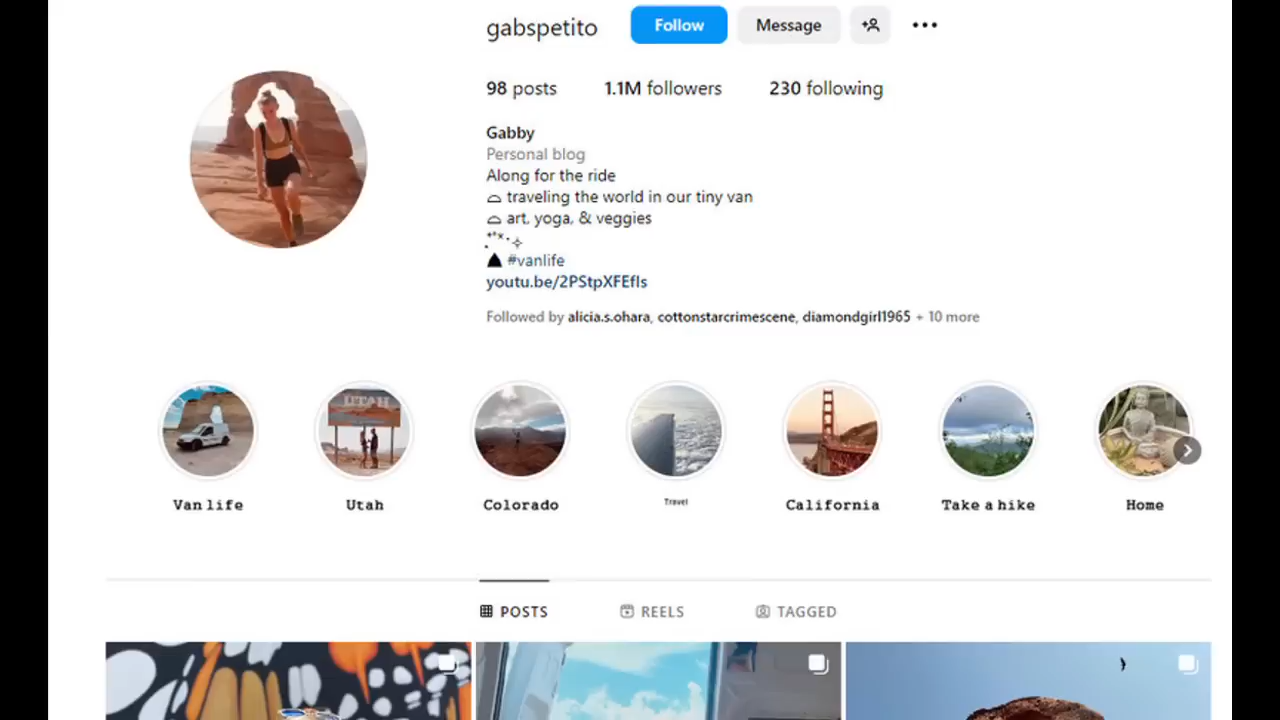 gabspetito Follow Message
98 posts 1.1M followers 230 following
Gabby
Personal blog
Along for the ride
traveling the world in our tiny van
art, yoga, & veggies
#vanlife
youtu.be/2PStpXFEfIs
Followed by alicia.s.ohara, cottonstarcrimescene, diamondgirl1965 + 10 more
UTAH
Van life Utah Colorado Travel California Take a hike Home
POSTS REELS TAGGED